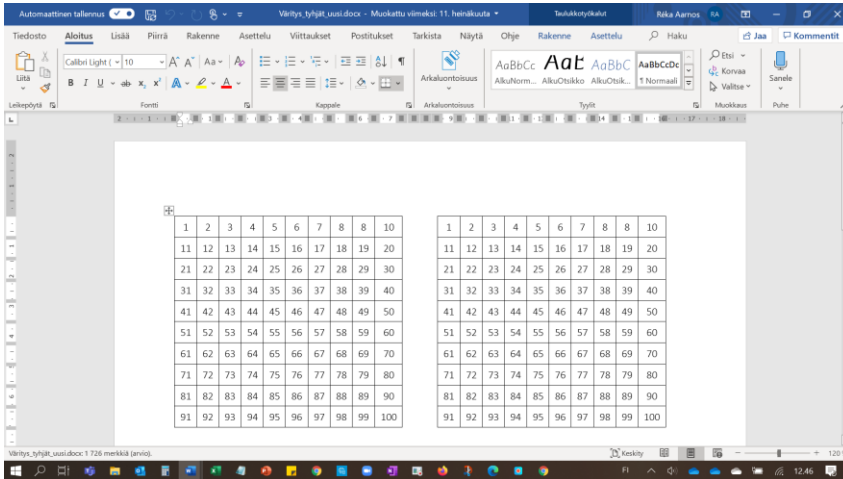 Automaattinen tallennus
Väritys_tyhjät_uusi.docx - Muokattu viimeksi: 11. heinäkuuta
Taulukkotyökalut
Réka Aarnos RA
Tiedosto Aloitus Lisää Piirrä Rakenne Asettelu Viittaukset Postitukset Tarkista Näytä Ohje Rakenne Asettelu Haku Jaa Kommentit
Liitä
Calibri Light ( 10 A A Aa A
B I U ab x₂ x² A A
AaBbCc AaB AaBbC AaBbCcDc
Arkaluontoisuus
AlkuNorm... AlkuOtsikko AlkuOtsik... ¶ Normaali
Etsi
Korvaa
Valitse
Sanele
Leikepöytä Fontti Kappale Arkaluontoisuus Tyylit Muokkaus Puhe
1 2 3 4 5 6 7 8 8 10 1 2 3 4 5 6 7 8 8 10
11 12 13 14 15 16 17 18 19 20 11 12 13 14 15 16 17 18 19 20
21 22 23 24 25 26 27 28 29 30 21 22 23 24 25 26 27 28 29 30
31 32 33 34 35 36 37 38 39 40 31 32 33 34 35 36 37 38 39 40
41 42 43 44 45 46 47 48 49 50 41 42 43 44 45 46 47 48 49 50
51 52 53 54 55 56 57 58 59 60 51 52 53 54 55 56 57 58 59 60
61 62 63 64 65 66 67 68 69 70 61 62 63 64 65 66 67 68 69 70
71 72 73 74 75 76 77 78 79 80 71 72 73 74 75 76 77 78 79 80
81 82 83 84 85 86 87 88 89 90 81 82 83 84 85 86 87 88 89 90
91 92 93 94 95 96 97 98 99 100 91 92 93 94 95 96 97 98 99 100
Väritys_tyhjät_uusi.docx: 1 726 merkkiä (arvio).
Keskity
120
FI 12.46